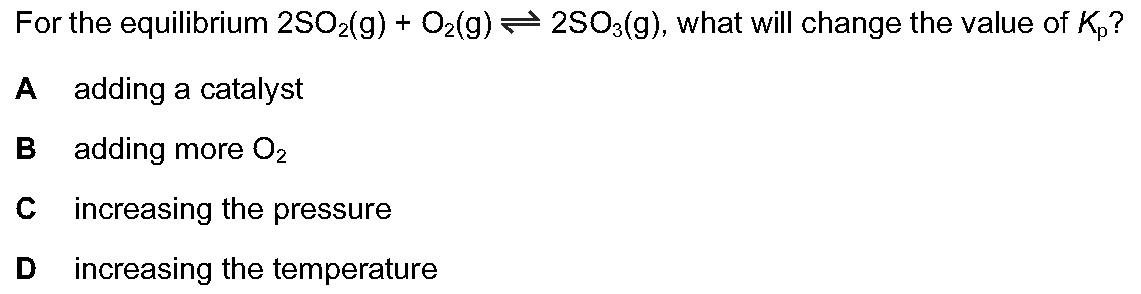 For the equilibrium 2SO₂(g) + O₂(g) ⇌ 2SO₃(g), what will change the value of Kₚ?
A adding a catalyst
B adding more O₂
C increasing the pressure
D increasing the temperature